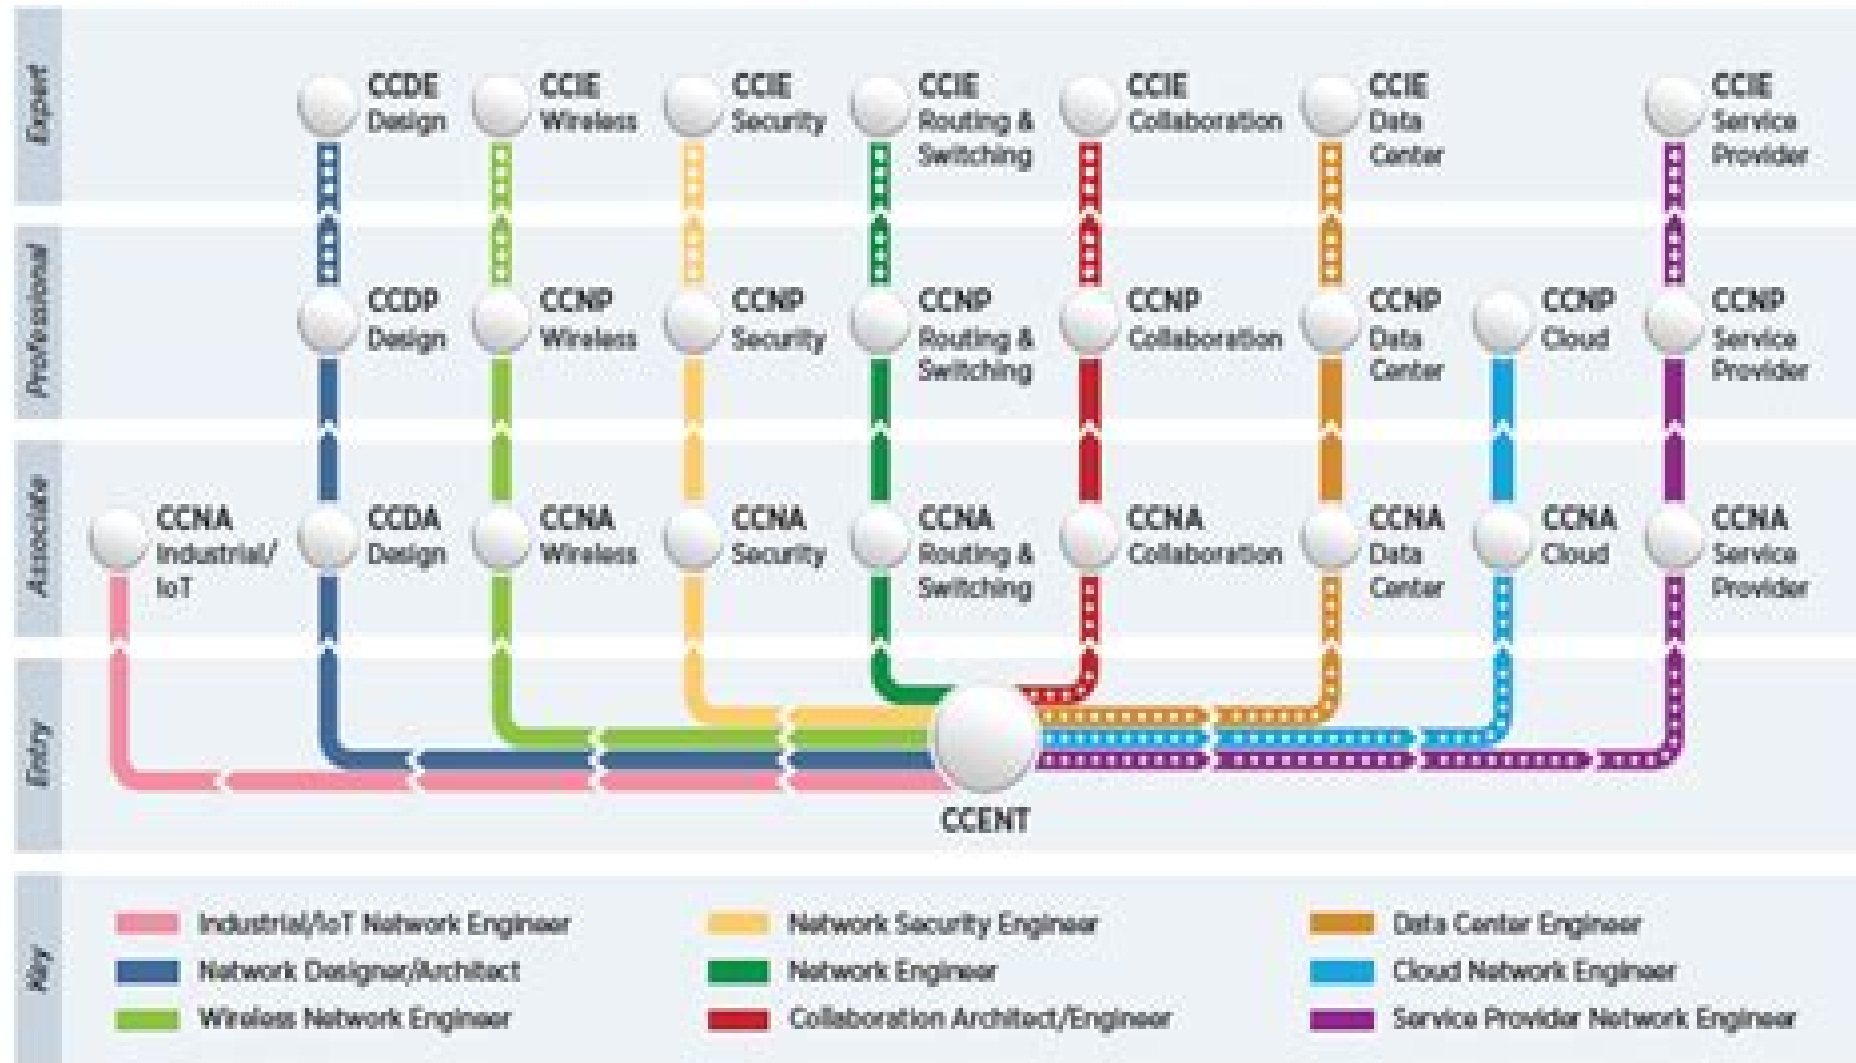 Expert
CCDE
Design
CCIE
Wireless
CCIE
Security
CCIE
Routing &
Switching
CCIE
Collaboration
CCIE
Data
Center
CCIE
Service
Provider
Professional
CCDP
Design
CCNP
Wireless
CCNP
Security
CCNP
Routing &
Switching
CCNP
Collaboration
CCNP
Data
Center
CCNP
Cloud
CCNP
Service
Provider
Associate
CCNA
Industrial/
IoT
CCDA
Design
CCNA
Wireless
CCNA
Security
CCNA
Routing &
Switching
CCNA
Collaboration
CCNA
Data
Center
CCNA
Cloud
CCNA
Service
Provider
Entry
CCENT
Key
Industrial/IoT Network Engineer
Network Designer/Architect
Wireless Network Engineer
Network Security Engineer
Network Engineer
Collaboration Architect/Engineer
Data Center Engineer
Cloud Network Engineer
Service Provider Network Engineer